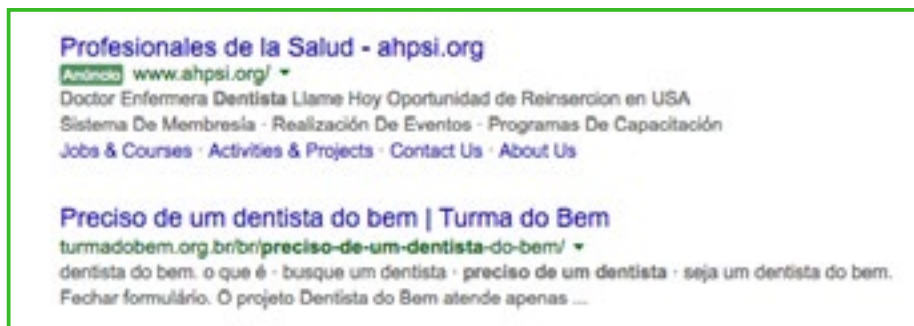 Profesionales de la Salud - ahpsi.org
Anúncio www.ahpsi.org/
Doctor Enfermera Dentista Llame Hoy Oportunidad de Reinsercion en USA
Sistema De Membresía · Realización De Eventos · Programas De Capacitación
Jobs & Courses · Activities & Projects · Contact Us · About Us
Preciso de um dentista do bem | Turma do Bem
turmadobem.org.br/br/preciso-de-um-dentista-do-bem/
dentista do bem. o que é · busque um dentista · preciso de um dentista · seja um dentista do bem.
Fechar formulário. O projeto Dentista do Bem atende apenas ...